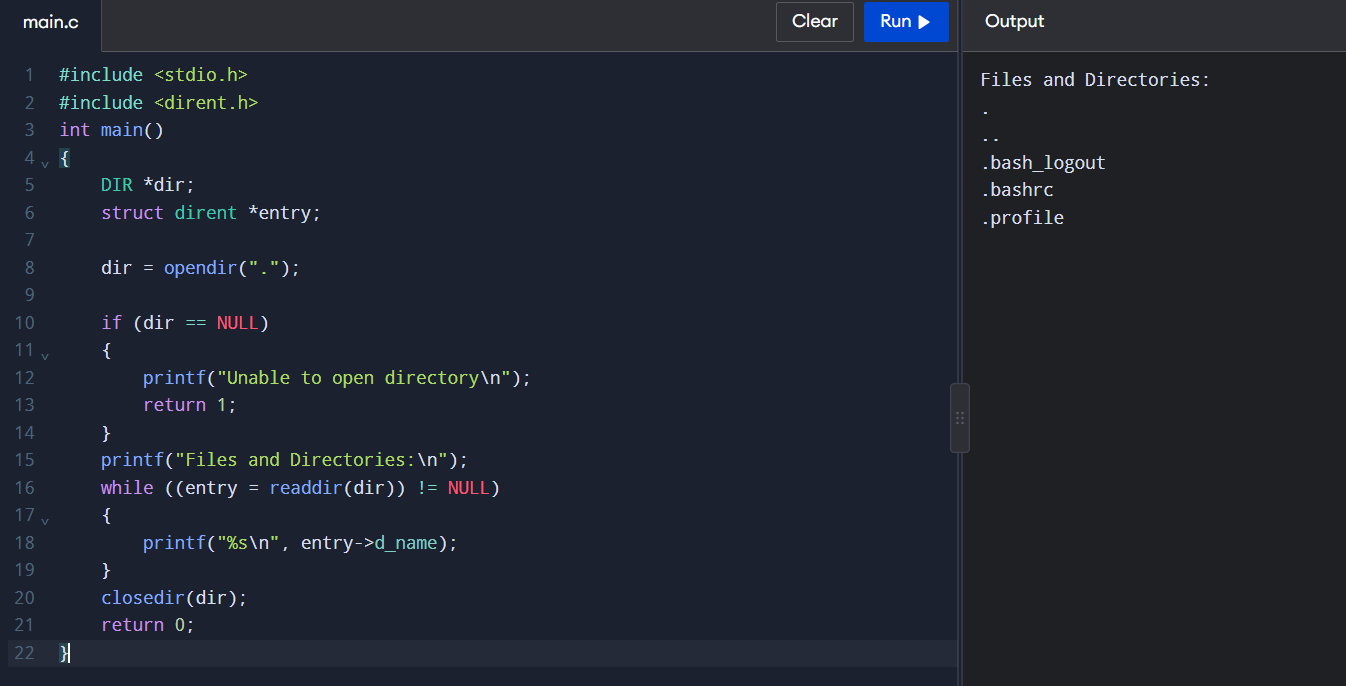 main.c
Clear
Run
Output
1 #include <stdio.h>
2 #include <dirent.h>
3 int main()
4 {
5     DIR *dir;
6     struct dirent *entry;
7
8     dir = opendir(".");
9
10     if (dir == NULL)
11     {
12         printf("Unable to open directory\n");
13         return 1;
14     }
15     printf("Files and Directories:\n");
16     while ((entry = readdir(dir)) != NULL)
17     {
18         printf("%s\n", entry->d_name);
19     }
20     closedir(dir);
21     return 0;
22 }
Files and Directories:
.
..
.bash_logout
.bashrc
.profile